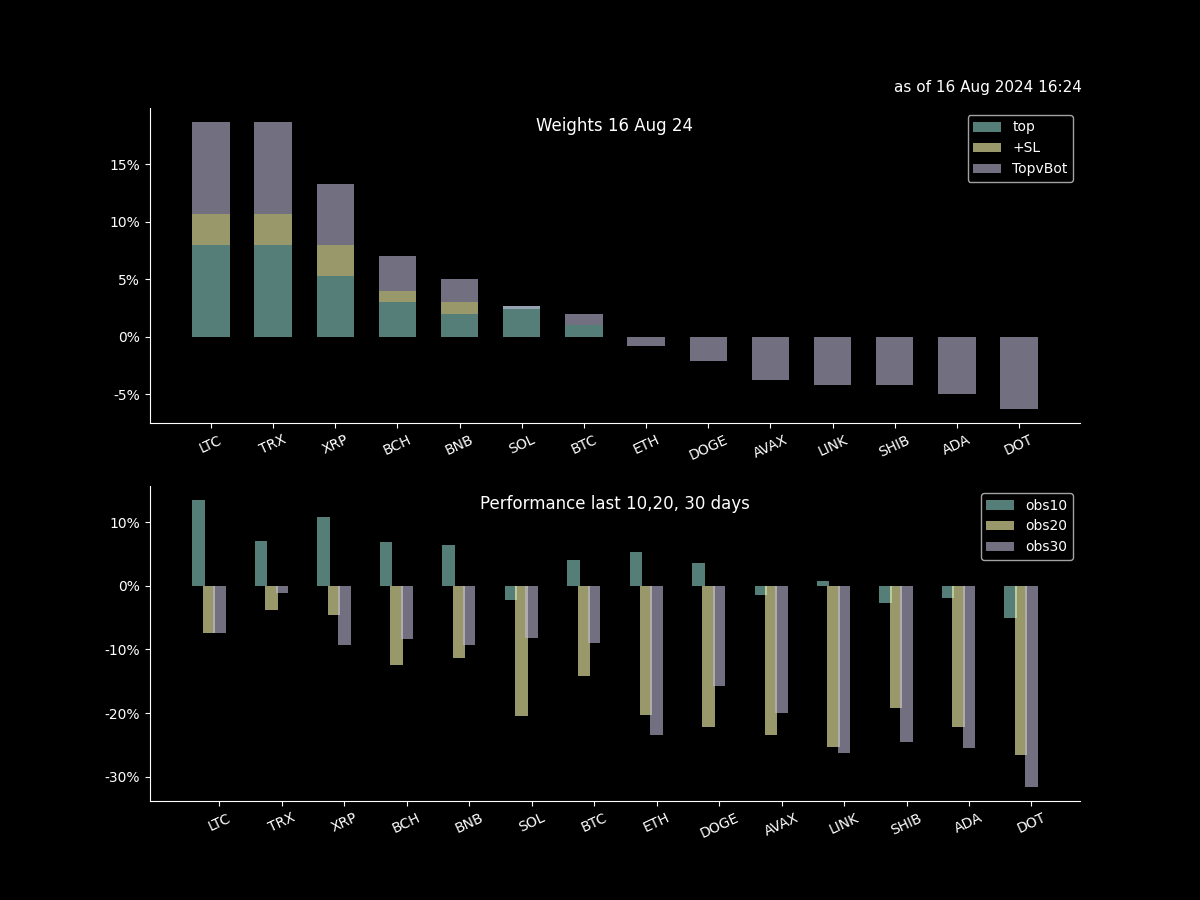 as of 16 Aug 2024 16:24
Weights 16 Aug 24
top
+SL
TopvBot
15%
10%
5%
0%
-5%
LTC TRX XRP BCH BNB SOL BTC ETH DOGE AVAX LINK SHIB ADA DOT
Performance last 10,20, 30 days
obs10
obs20
obs30
10%
0%
-10%
-20%
-30%
LTC TRX XRP BCH BNB SOL BTC ETH DOGE AVAX LINK SHIB ADA DOT